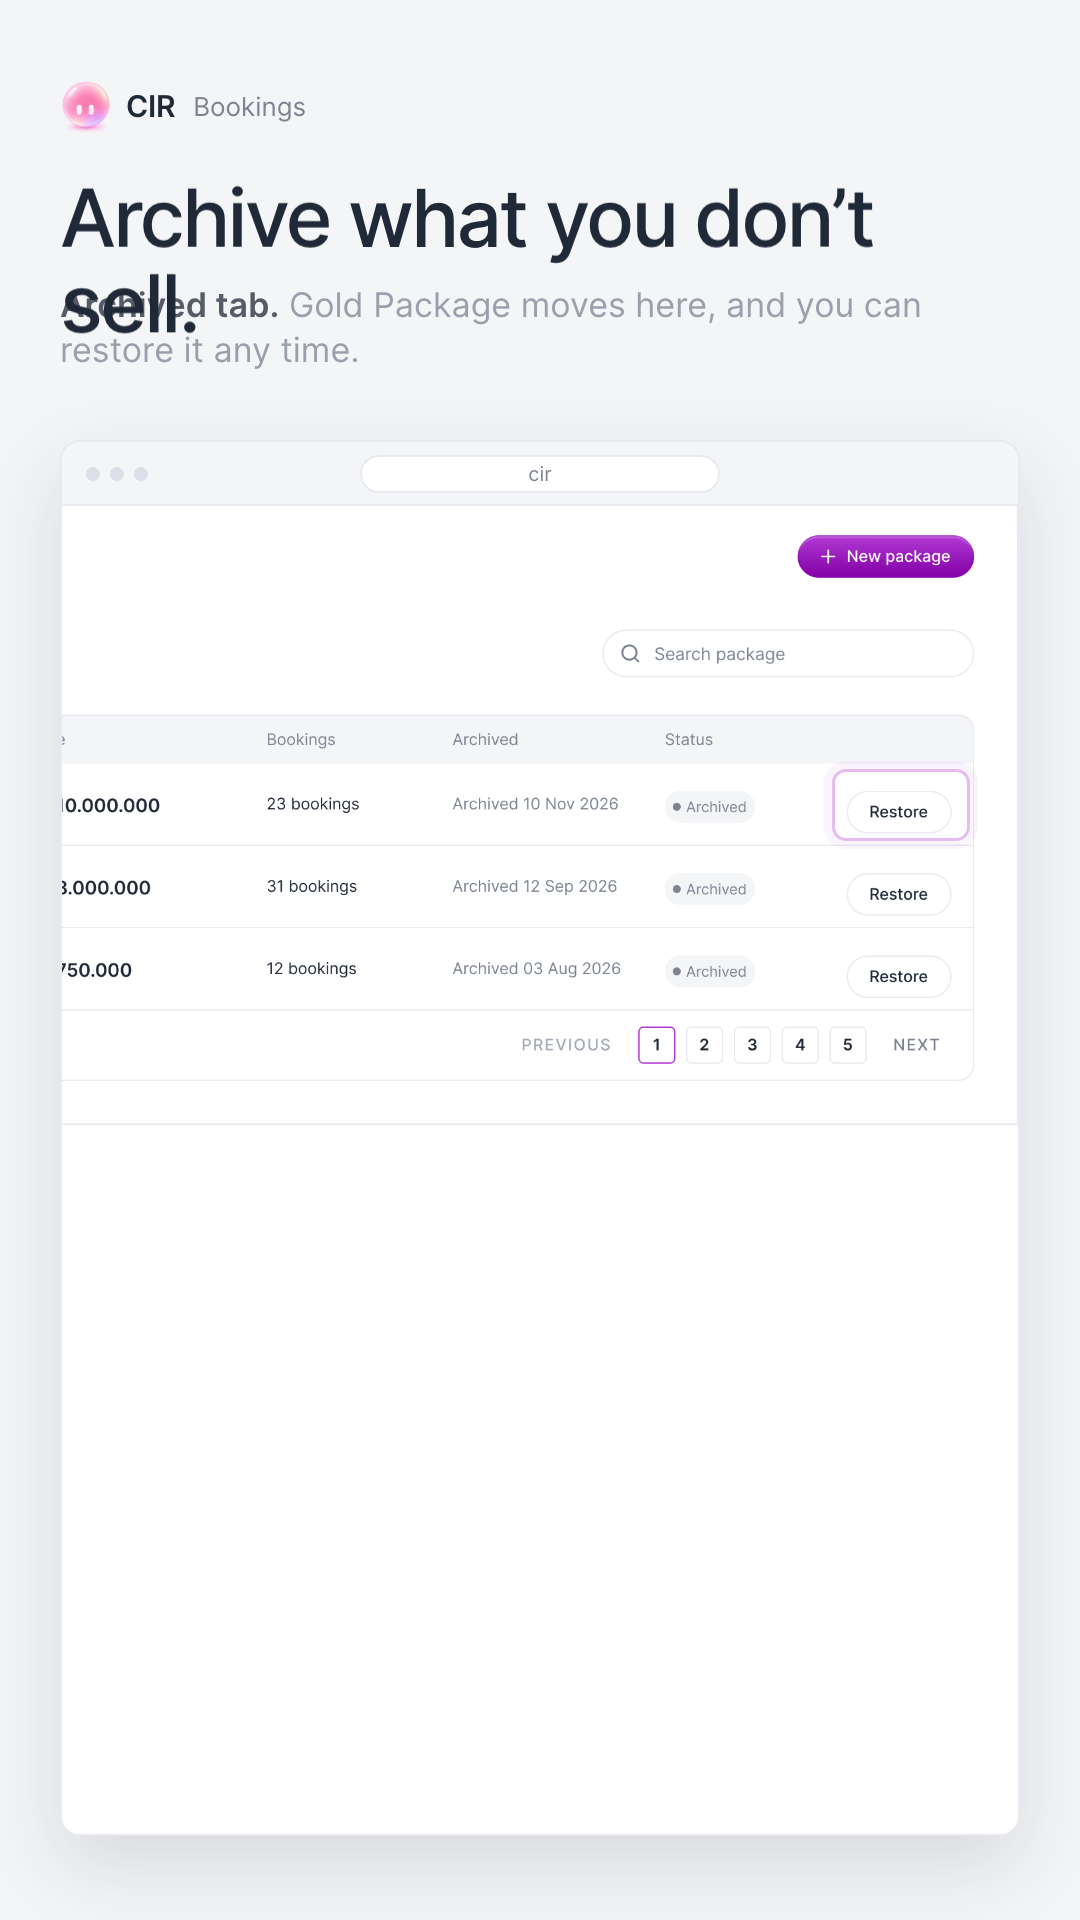 CIR Bookings
Archive what you don’t
sell.
Archived tab. Gold Package moves here, and you can
restore it any time.
cir
New package
Search package
Bookings Archived Status
0.000.000 23 bookings Archived 10 Nov 2026 Archived Restore
.000.000 31 bookings Archived 12 Sep 2026 Archived Restore
750.000 12 bookings Archived 03 Aug 2026 Archived Restore
PREVIOUS 1 2 3 4 5 NEXT